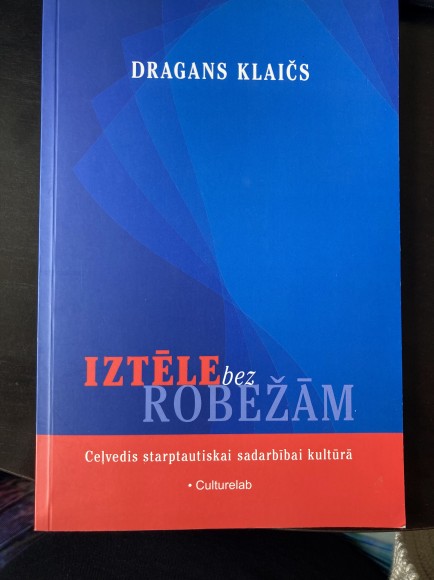 DRAGANS KLAIČS
IZTĒLE bez
ROBEŽĀM
Ceļvedis starptautiskai sadarbībai kultūrā
• Culturelab